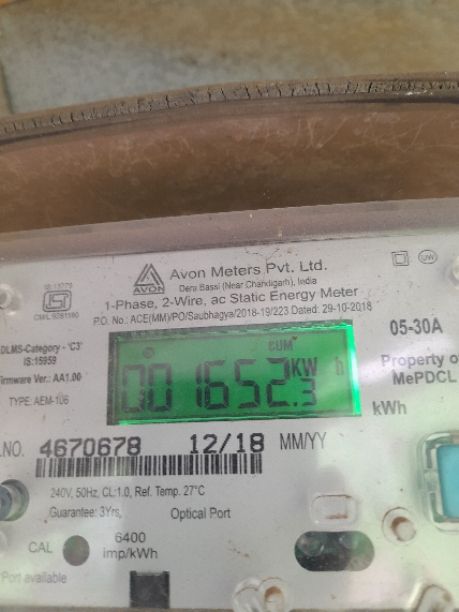 AVON
Avon Meters Pvt. Ltd.
Dera Bassi (Near Chandigarh), India
1-Phase, 2-Wire, ac Static Energy Meter
P.O. No.: ACE(MM)/PO/Saubhagya/2018-19/223 Dated: 29-10-2018
UW
IS 13779
05-30A
DLMS-Category - 'C3'
IS:15959
Firmware Ver.: AA1.00
TYPE: AEM-106
CUM
001652.3 KW h
kWh
Property of
MePDCL
.NO. 4670678 12/18 MM/YY
240V, 50Hz, CL:1.0, Ref. Temp. 27°C
Guarantee: 3Yrs, Optical Port
CAL 6400
imp/kWh
Port available